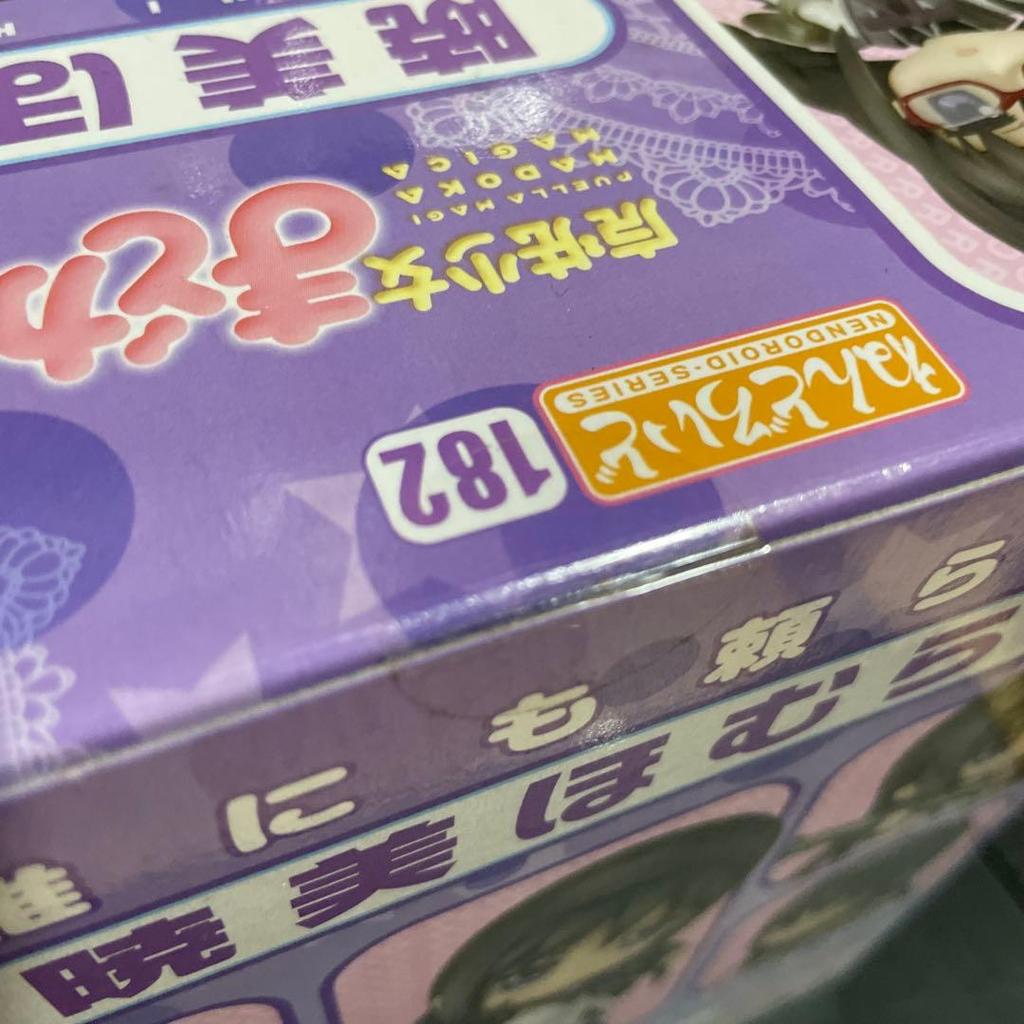 ねんどろいど
NENDOROID·SERIES
182
魔法少女
まどか
PUELLA MAGI
MADOKA
MAGICA
暁美ほ
誰にも頼ら
暁美ほむら